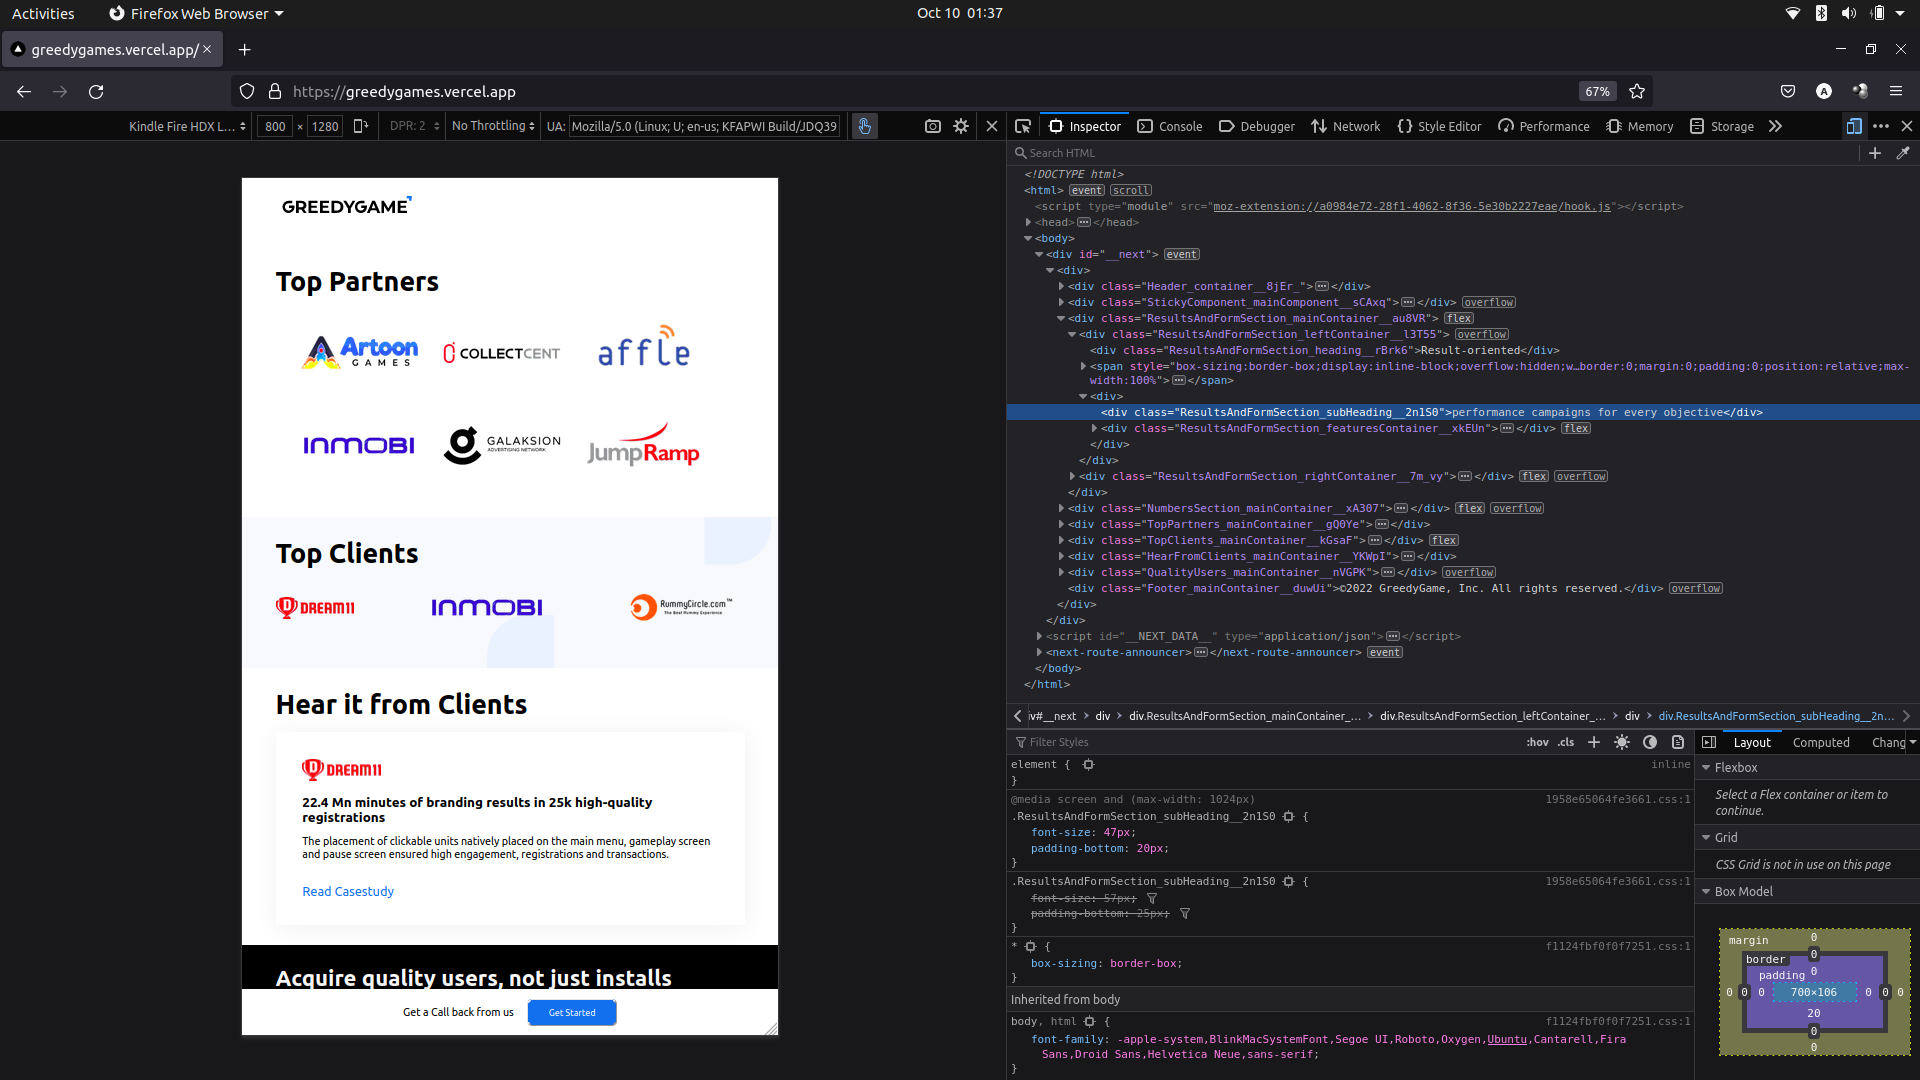 Activities
Firefox Web Browser
Oct 10 01:37
greedygames.vercel.app/
https://greedygames.vercel.app
67%
Kindle Fire HDX L... 800 × 1280 DPR: 2 No Throttling UA: Mozilla/5.0 (Linux; U; en-us; KFAPWI Build/JDQ39
Inspector Console Debugger Network Style Editor Performance Memory Storage
GREEDYGAME
Top Partners
Artoon GAMES
COLLECTCENT
affle
INMOBI
GALAKSION
ADVERTISING NETWORK
JumpRamp
Top Clients
DREAM11
INMOBI
RummyCircle.com™
The Best Rummy Experience
Hear it from Clients
DREAM11
22.4 Mn minutes of branding results in 25k high-quality
registrations
The placement of clickable units natively placed on the main menu, gameplay screen
and pause screen ensured high engagement, registrations and transactions.
Read Casestudy
Acquire quality users, not just installs
Get a Call back from us
Get Started
Search HTML
<!DOCTYPE html>
<html> event scroll
<script type="module" src="moz-extension://a0984e72-28f1-4062-8f36-5e30b2227eae/hook.js"></script>
<head></head>
<body>
<div id="__next"> event
<div>
<div class="Header_container__8jEr_"></div>
<div class="StickyComponent_mainComponent__sCAxq"></div> overflow
<div class="ResultsAndFormSection_mainContainer__au8VR"> flex
<div class="ResultsAndFormSection_leftContainer__l3T55"> overflow
<div class="ResultsAndFormSection_heading__rBrk6">Result-oriented</div>
<span style="box-sizing:border-box;display:inline-block;overflow:hidden;w…border:0;margin:0;padding:0;position:relative;max-
width:100%"></span>
<div>
<div class="ResultsAndFormSection_subHeading__2n1S0">performance campaigns for every objective</div>
<div class="ResultsAndFormSection_featuresContainer__xkEUn"></div> flex
</div>
</div>
<div class="ResultsAndFormSection_rightContainer__7m_vy"></div> flex overflow
</div>
<div class="NumbersSection_mainContainer__xA307"></div> flex overflow
<div class="TopPartners_mainContainer__gQ0Ye"></div>
<div class="TopClients_mainContainer__kGsaF"></div> flex
<div class="HearFromClients_mainContainer__YKWpI"></div>
<div class="QualityUsers_mainContainer__nVGPK"></div> overflow
<div class="Footer_mainContainer__duwUi">©2022 GreedyGame, Inc. All rights reserved.</div> overflow
</div>
</div>
<script id="__NEXT_DATA__" type="application/json"></script>
<next-route-announcer></next-route-announcer> event
</body>
</html>
iv#__next div div.ResultsAndFormSection_mainContainer_... div.ResultsAndFormSection_leftContainer_... div div.ResultsAndFormSection_subHeading__2n...
Filter Styles
:hov .cls
element { inline
}
@media screen and (max-width: 1024px) 1958e65064fe3661.css:1
.ResultsAndFormSection_subHeading__2n1S0 {
font-size: 47px;
padding-bottom: 20px;
}
.ResultsAndFormSection_subHeading__2n1S0 { 1958e65064fe3661.css:1
font-size: 57px;
padding-bottom: 25px;
}
* { f1124fbf0f0f7251.css:1
box-sizing: border-box;
}
Inherited from body
body, html { f1124fbf0f0f7251.css:1
font-family: -apple-system,BlinkMacSystemFont,Segoe UI,Roboto,Oxygen,Ubuntu,Cantarell,Fira
Sans,Droid Sans,Helvetica Neue,sans-serif;
}
Layout Computed Chang
Flexbox
Select a Flex container or item to
continue.
Grid
CSS Grid is not in use on this page
Box Model
margin 0
border 0
padding 0
0 0 0 700×106 0 0 0
20
0
0